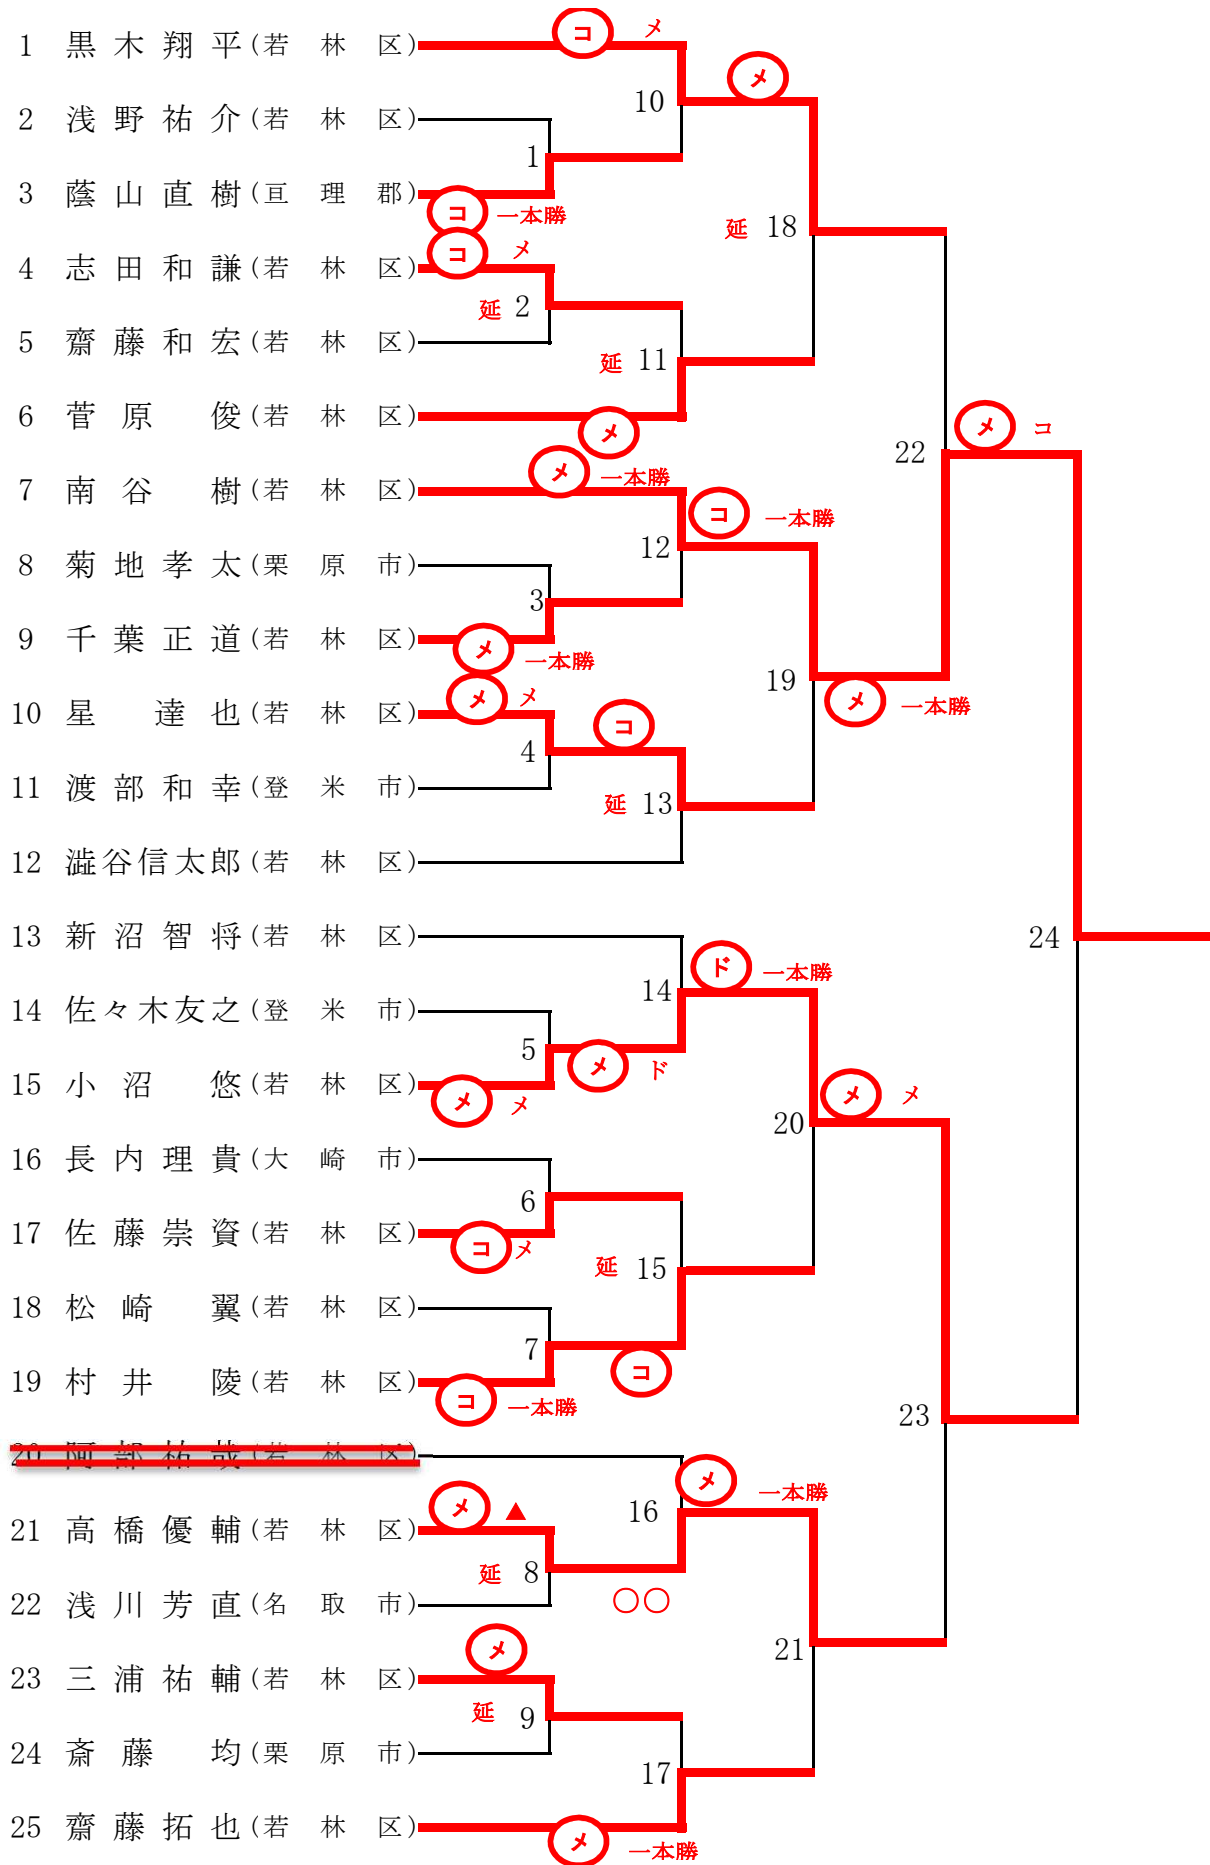 コ メ
1 黒木翔平(若林区)
メ
10
2 浅野祐介(若林区)
1
3 蔭山直樹(亘理郡)
コ 一本勝
延 18
コ メ
4 志田和謙(若林区)
延 2
5 齋藤和宏(若林区)
延 11
6 菅原俊(若林区)
メ
メ コ
22
メ 一本勝
7 南谷樹(若林区)
コ 一本勝
12
8 菊地孝太(栗原市)
3
9 千葉正道(若林区)
メ 一本勝
19
メ 一本勝
メ メ
10 星達也(若林区)
コ
4
11 渡部和幸(登米市)
延 13
12 澁谷信太郎(若林区)
13 新沼智将(若林区)
24
ド 一本勝
14
14 佐々木友之(登米市)
5
メ ド
15 小沼悠(若林区)
メ メ
メ メ
20
16 長内理貴(大崎市)
6
17 佐藤崇資(若林区)
コ メ
延 15
18 松崎翼(若林区)
7
コ
19 村井陵(若林区)
コ 一本勝
23
20 阿部祐哉(若林区)
メ 一本勝
16
メ ▲
21 高橋優輔(若林区)
延 8
〇〇
22 浅川芳直(名取市)
21
メ
23 三浦祐輔(若林区)
延 9
24 斎藤均(栗原市)
17
25 齋藤拓也(若林区)
メ 一本勝